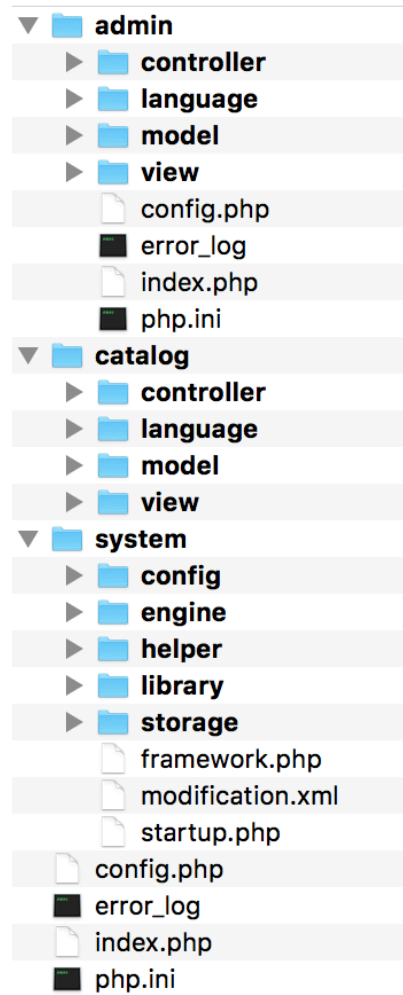 admin
controller
language
model
view
config.php
error_log
index.php
php.ini
catalog
controller
language
model
view
system
config
engine
helper
library
storage
framework.php
modification.xml
startup.php
config.php
error_log
index.php
php.ini